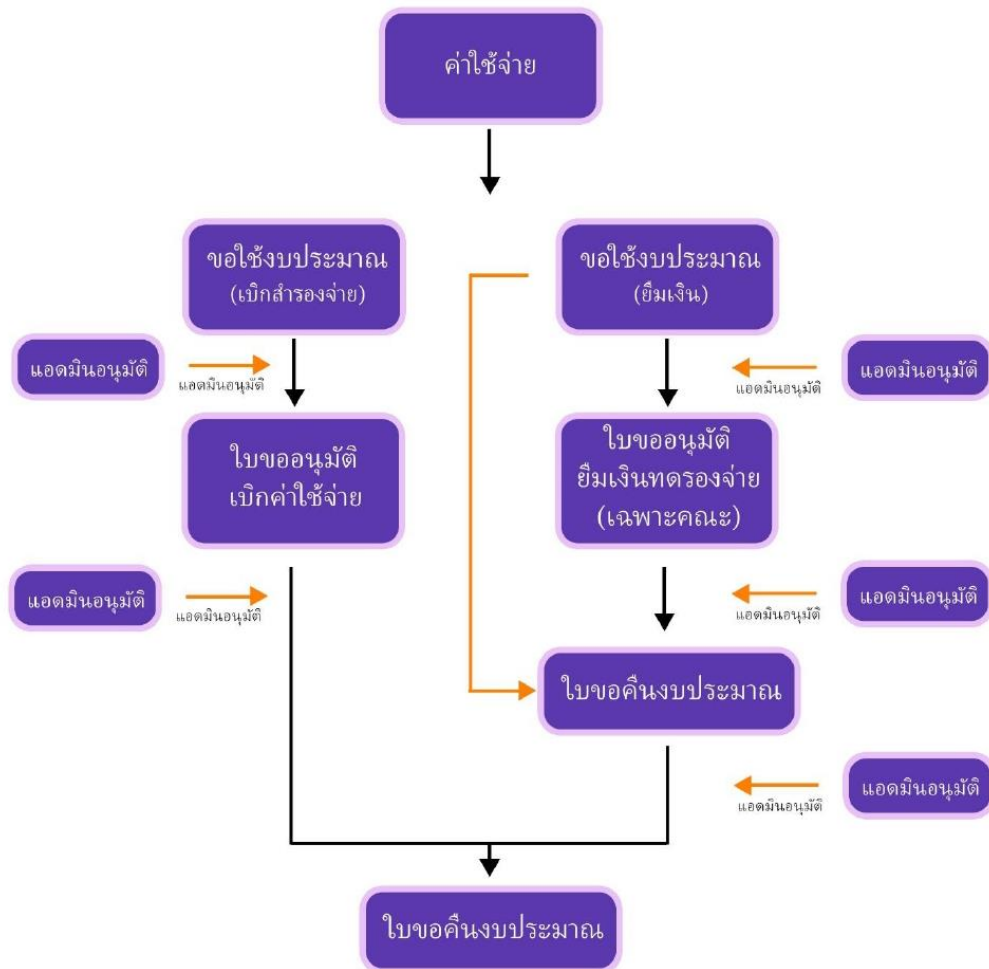 ค่าใช้จ่าย
ขอใช้งบประมาณ
(เบิกสำรองจ่าย)
ขอใช้งบประมาณ
(ยืมเงิน)
แอดมินอนุมัติ
แอดมินอนุมัติ
แอดมินอนุมัติ
แอดมินอนุมัติ
ใบขออนุมัติ
เบิกค่าใช้จ่าย
ใบขออนุมัติ
ยืมเงินทดรองจ่าย
(เฉพาะคณะ)
แอดมินอนุมัติ
แอดมินอนุมัติ
แอดมินอนุมัติ
แอดมินอนุมัติ
ใบขอคืนงบประมาณ
แอดมินอนุมัติ
แอดมินอนุมัติ
ใบขอคืนงบประมาณ